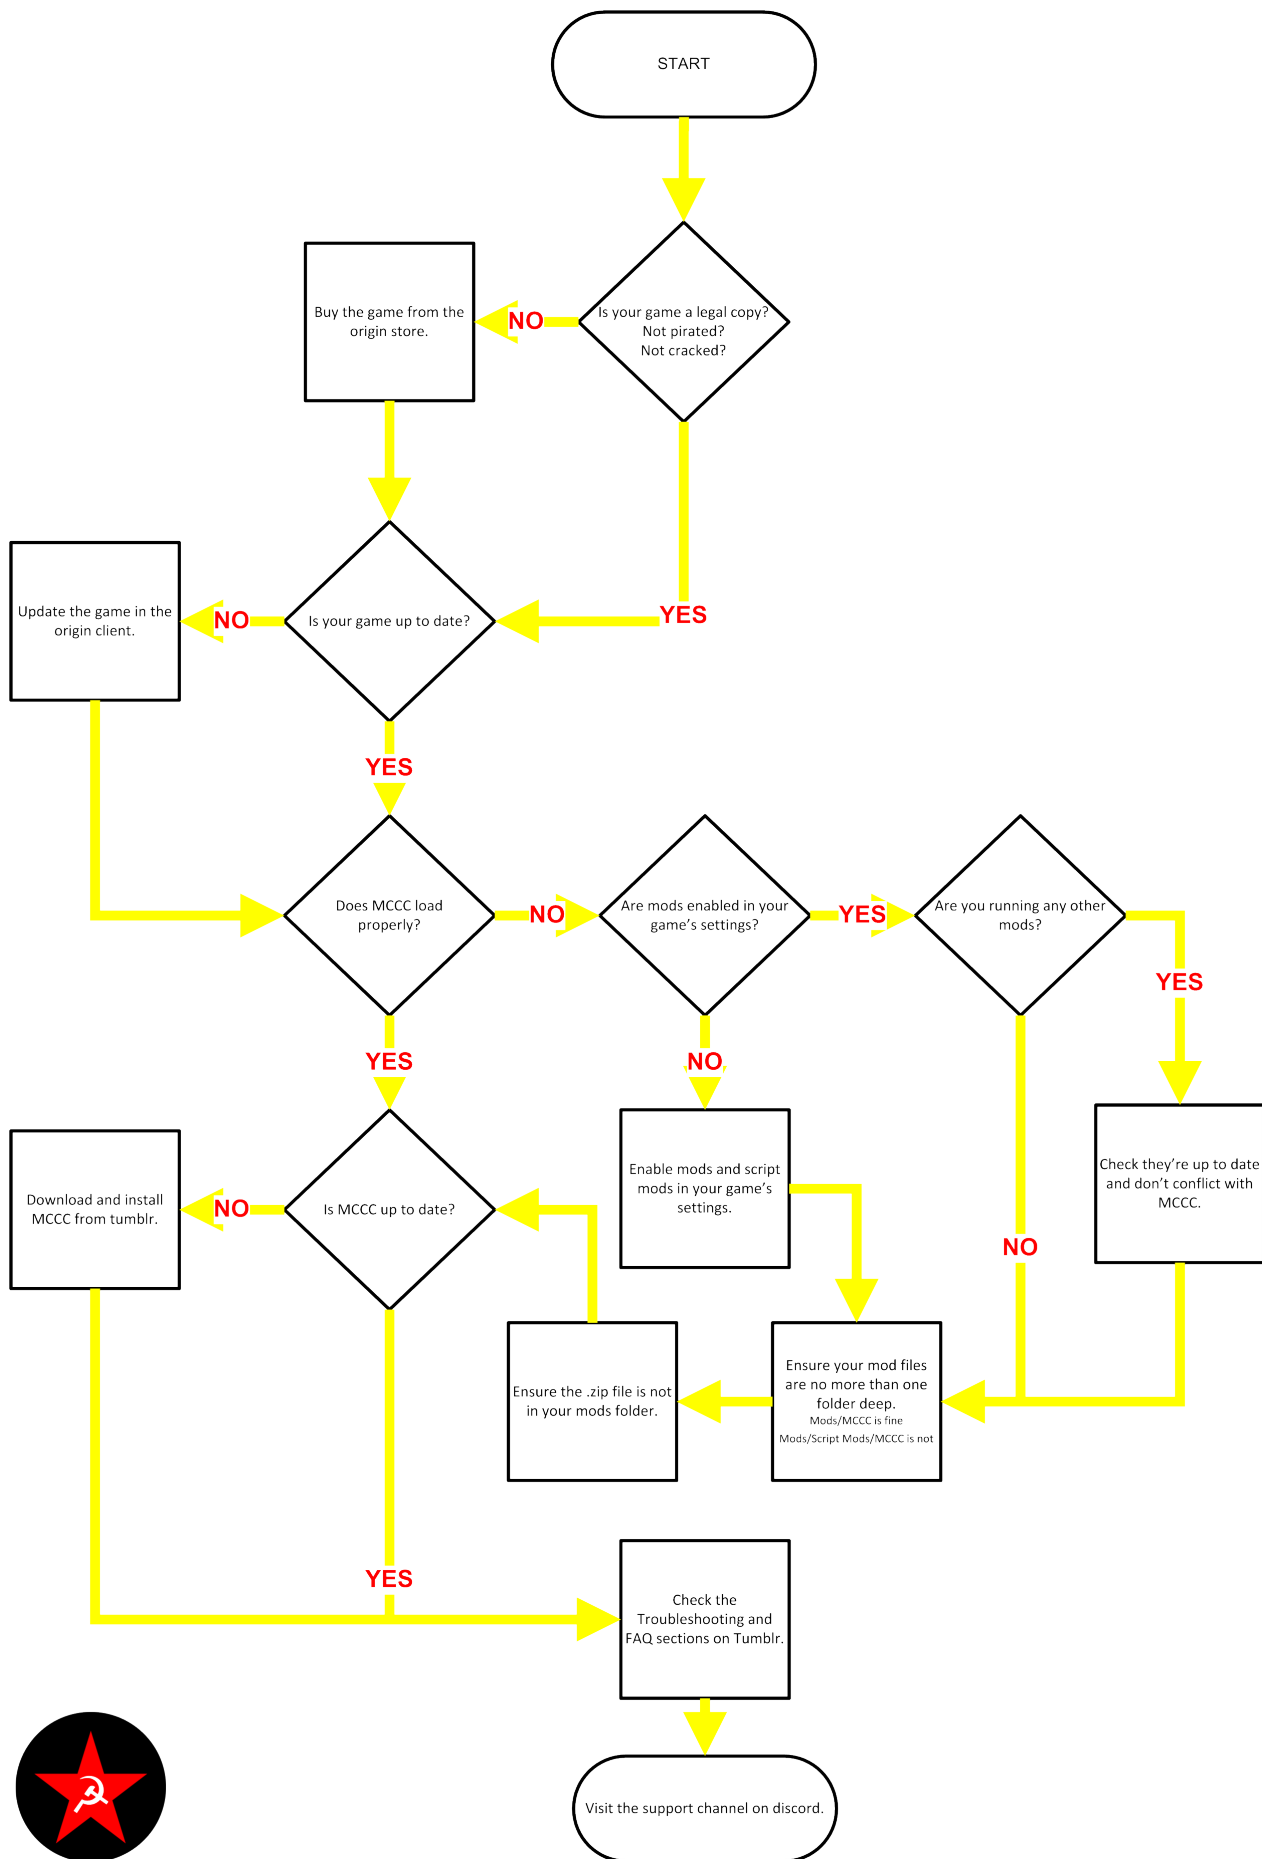 START
Is your game a legal copy?
Not pirated?
Not cracked?
NO
Buy the game from the
origin store.
YES
Is your game up to date?
NO
Update the game in the
origin client.
YES
Does MCCC load
properly?
NO
Are mods enabled in your
game's settings?
YES
Are you running any other
mods?
YES
NO
Enable mods and script
mods in your game's
settings.
NO
Check they're up to date
and don't conflict with
MCCC.
YES
Is MCCC up to date?
NO
Download and install
MCCC from tumblr.
Ensure the .zip file is not
in your mods folder.
Ensure your mod files
are no more than one
folder deep.
Mods/MCCC is fine
Mods/Script Mods/MCCC is not
YES
Check the
Troubleshooting and
FAQ sections on Tumblr.
Visit the support channel on discord.